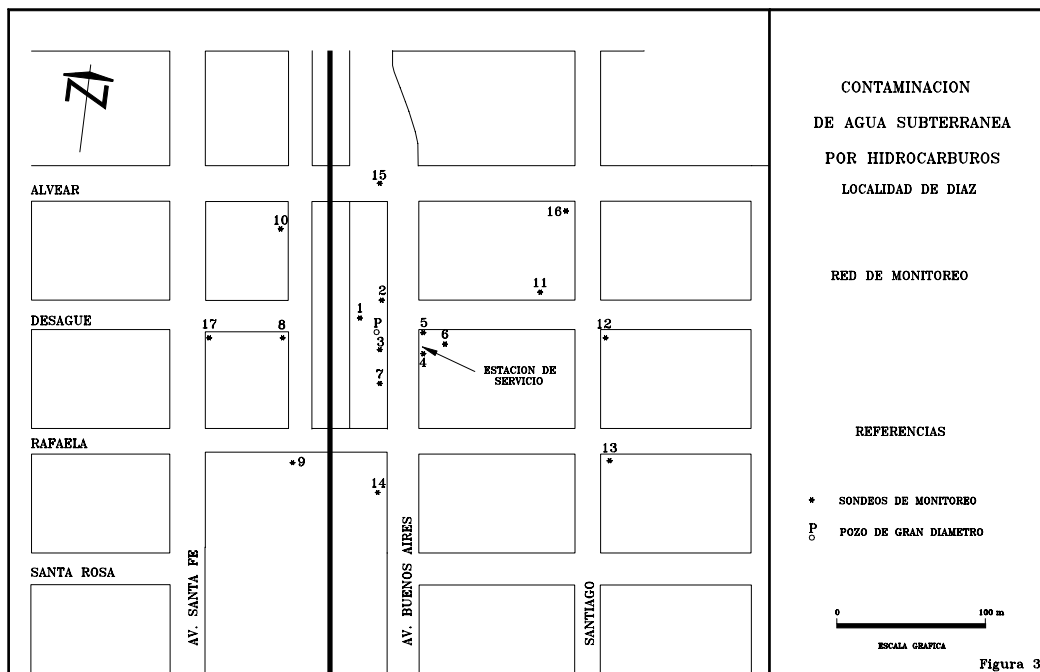 N
ALVEAR
DESAGUE
RAFAELA
SANTA ROSA
AV. SANTA FE
AV. BUENOS AIRES
SANTIAGO
15
10
16
11
2
1
P
17
8
5
6
12
3
4
7
ESTACION DE
SERVICIO
9
14
13
CONTAMINACION
DE AGUA SUBTERRANEA
POR HIDROCARBUROS
LOCALIDAD DE DIAZ
RED DE MONITOREO
REFERENCIAS
* SONDEOS DE MONITOREO
P POZO DE GRAN DIAMETRO
0 100 m
ESCALA GRAFICA
Figura 3